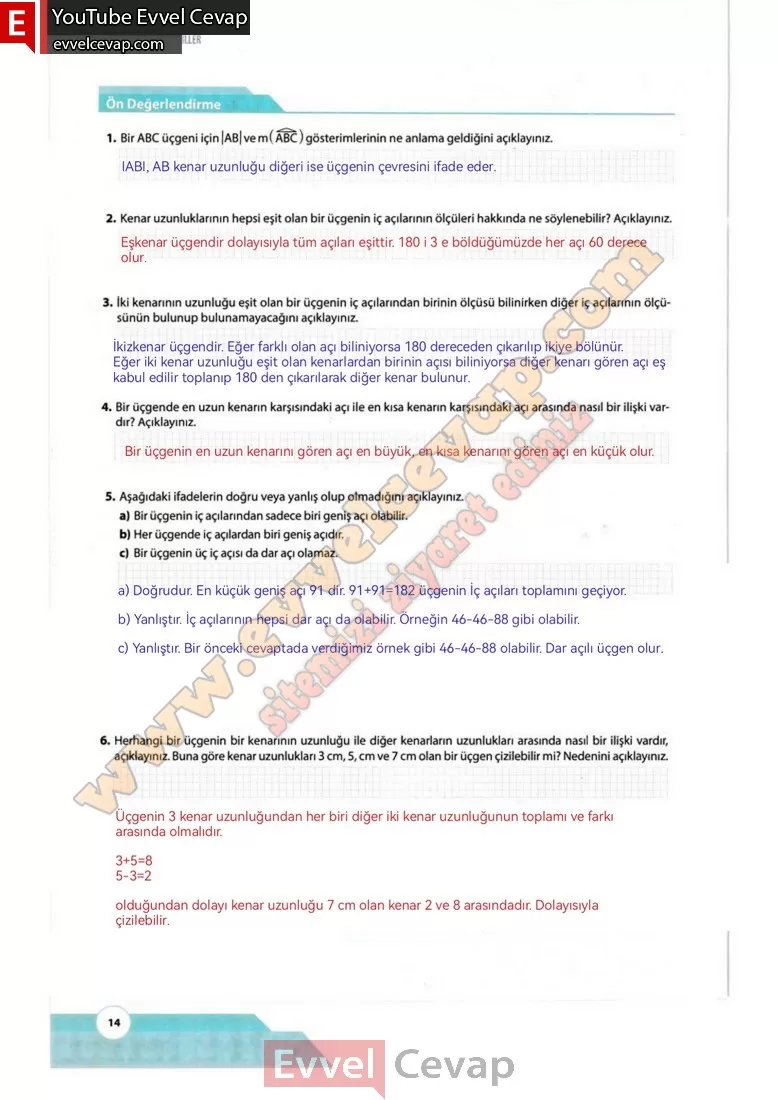 E YouTube Evvel Cevap
evvelcevap.com
Ön Değerlendirme
1. Bir ABC üçgeni için |AB| ve m(ABC) gösterimlerinin ne anlama geldiğini açıklayınız.
IABI, AB kenar uzunluğu diğeri ise üçgenin çevresini ifade eder.
2. Kenar uzunluklarının hepsi eşit olan bir üçgenin iç açılarının ölçüleri hakkında ne söylenebilir? Açıklayınız.
Eşkenar üçgendir dolayısıyla tüm açıları eşittir. 180 i 3 e böldüğümüzde her açı 60 derece
olur.
3. İki kenarının uzunluğu eşit olan bir üçgenin iç açılarından birinin ölçüsü bilinirken diğer iç açılarının ölçü-
sünün bulunup bulunamayacağını açıklayınız.
İkizkenar üçgendir. Eğer farklı olan açı biliniyorsa 180 dereceden çıkarılıp ikiye bölünür.
Eğer iki kenar uzunluğu eşit olan kenarlardan birinin açısı biliniyorsa diğer kenarı gören açı eş
kabul edilir toplanıp 180 den çıkarılarak diğer kenar bulunur.
4. Bir üçgende en uzun kenarın karşısındaki açı ile en kısa kenarın karşısındaki açı arasında nasıl bir ilişki var-
dır? Açıklayınız.
Bir üçgenin en uzun kenarını gören açı en büyük, en kısa kenarını gören açı en küçük olur.
5. Aşağıdaki ifadelerin doğru veya yanlış olup olmadığını açıklayınız.
a) Bir üçgenin iç açılarından sadece biri geniş açı olabilir.
b) Her üçgende iç açılardan biri geniş açıdır.
c) Bir üçgenin üç iç açısı da dar açı olamaz.
a) Doğrudur. En küçük geniş açı 91 dir. 91+91=182 üçgenin İç açıları toplamını geçiyor.
b) Yanlıştır. İç açılarının hepsi dar açı da olabilir. Örneğin 46-46-88 gibi olabilir.
c) Yanlıştır. Bir önceki cevaptada verdiğimiz örnek gibi 46-46-88 olabilir. Dar açılı üçgen olur.
www.evvelcevap.com
sitemizi ziyaret ediniz
6. Herhangi bir üçgenin bir kenarının uzunluğu ile diğer kenarların uzunlukları arasında nasıl bir ilişki vardır,
açıklayınız. Buna göre kenar uzunlukları 3 cm, 5, cm ve 7 cm olan bir üçgen çizilebilir mi? Nedenini açıklayınız.
Üçgenin 3 kenar uzunluğundan her biri diğer iki kenar uzunluğunun toplamı ve farkı
arasında olmalıdır.
3+5=8
5-3=2
olduğundan dolayı kenar uzunluğu 7 cm olan kenar 2 ve 8 arasındadır. Dolayısıyla
çizilebilir.
14
Evvel Cevap